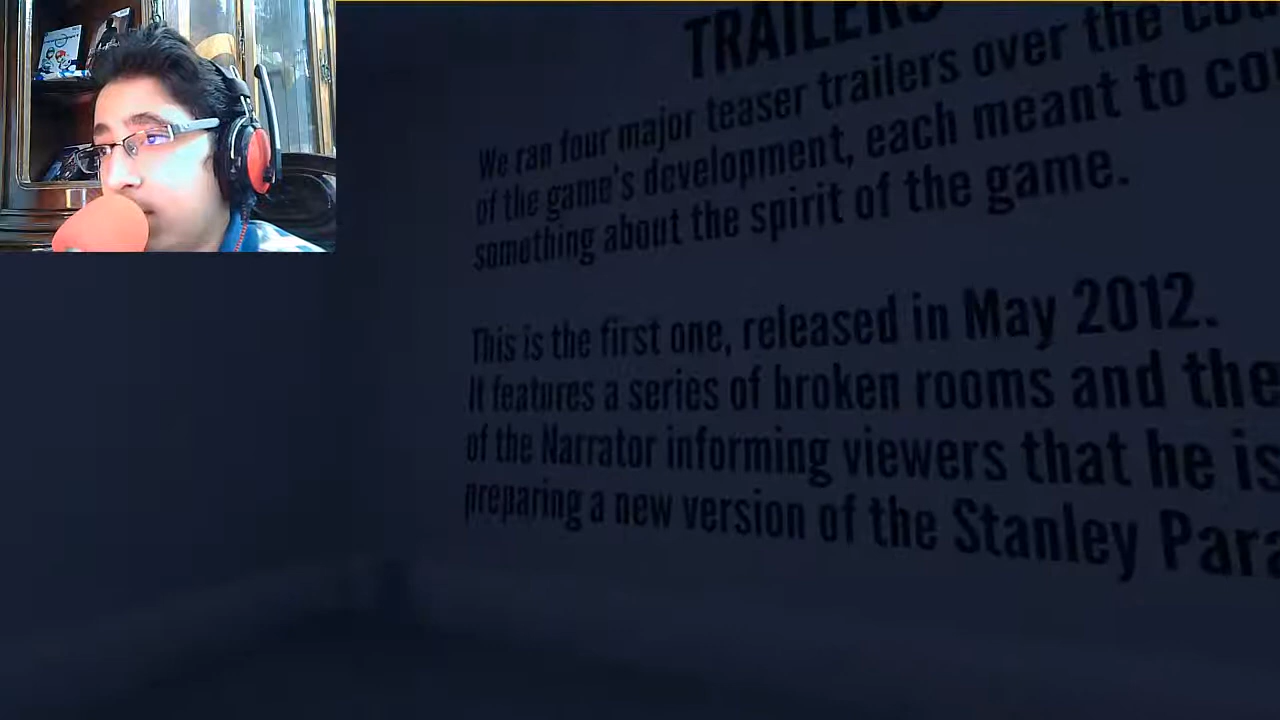 TRAILERS
We ran four major teaser trailers over the
of the game's development, each meant to
something about the spirit of the game.
This is the first one, released in May 2012.
It features a series of broken rooms and the
of the Narrator informing viewers that he is
preparing a new version of the Stanley Para